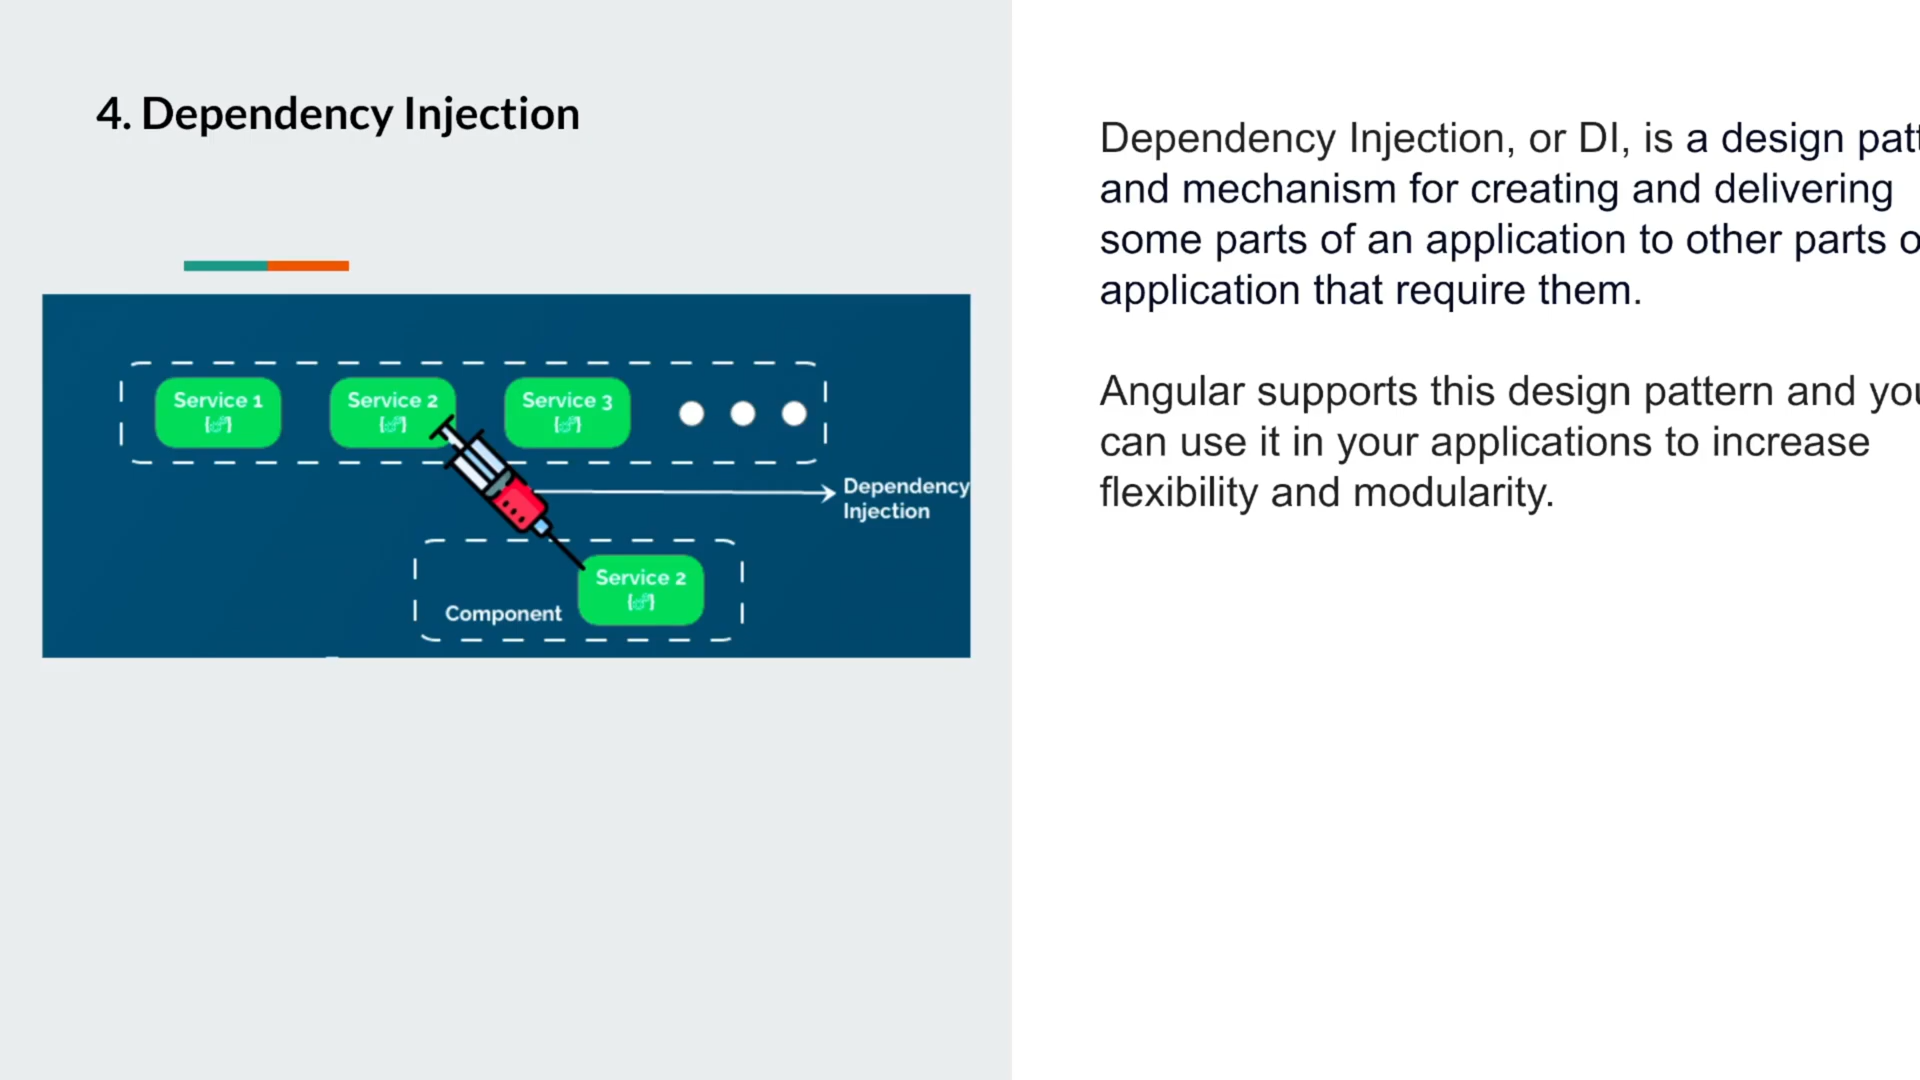 4. Dependency Injection
Service 1
Service 2
Service 3
Dependency
Injection
Component
Service 2
Dependency Injection, or DI, is a design
and mechanism for creating and delivering
some parts of an application to other parts
application that require them.
Angular supports this design pattern and
can use it in your applications to increase
flexibility and modularity.